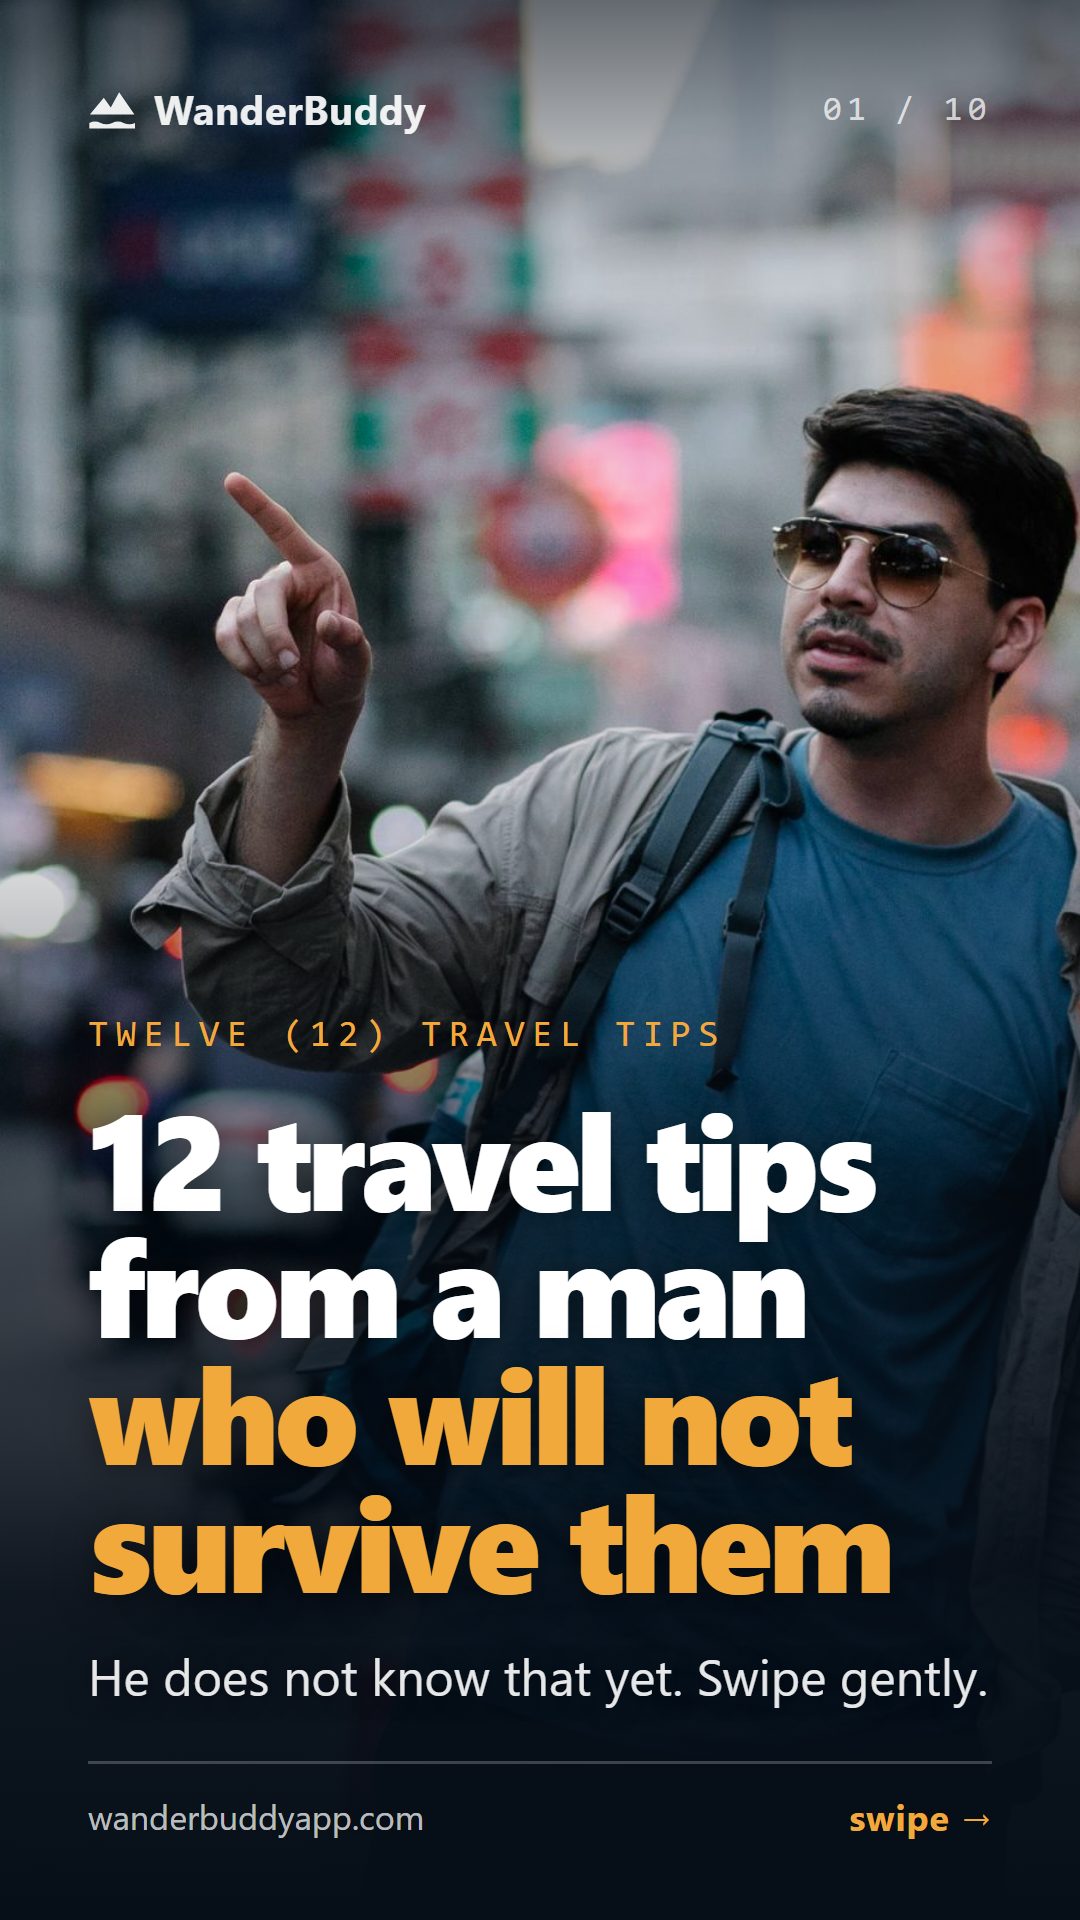 WanderBuddy
01 / 10
TWELVE (12) TRAVEL TIPS
12 travel tips
from a man
who will not
survive them
He does not know that yet. Swipe gently.
wanderbuddyapp.com
swipe →